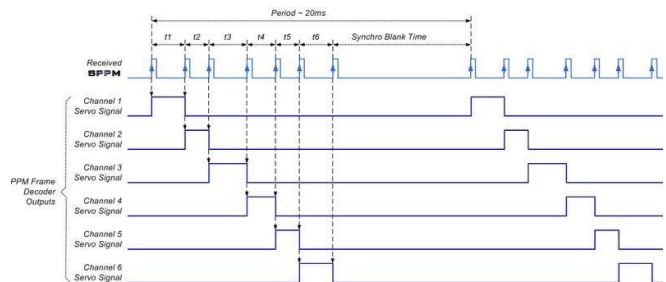 Period ~ 20ms
t1 t2 t3 t4 t5 t6 Synchro Blank Time
Received
SPPM
Channel 1
Servo Signal
Channel 2
Servo Signal
Channel 3
Servo Signal
PPM Frame
Decoder
Outputs
Channel 4
Servo Signal
Channel 5
Servo Signal
Channel 6
Servo Signal